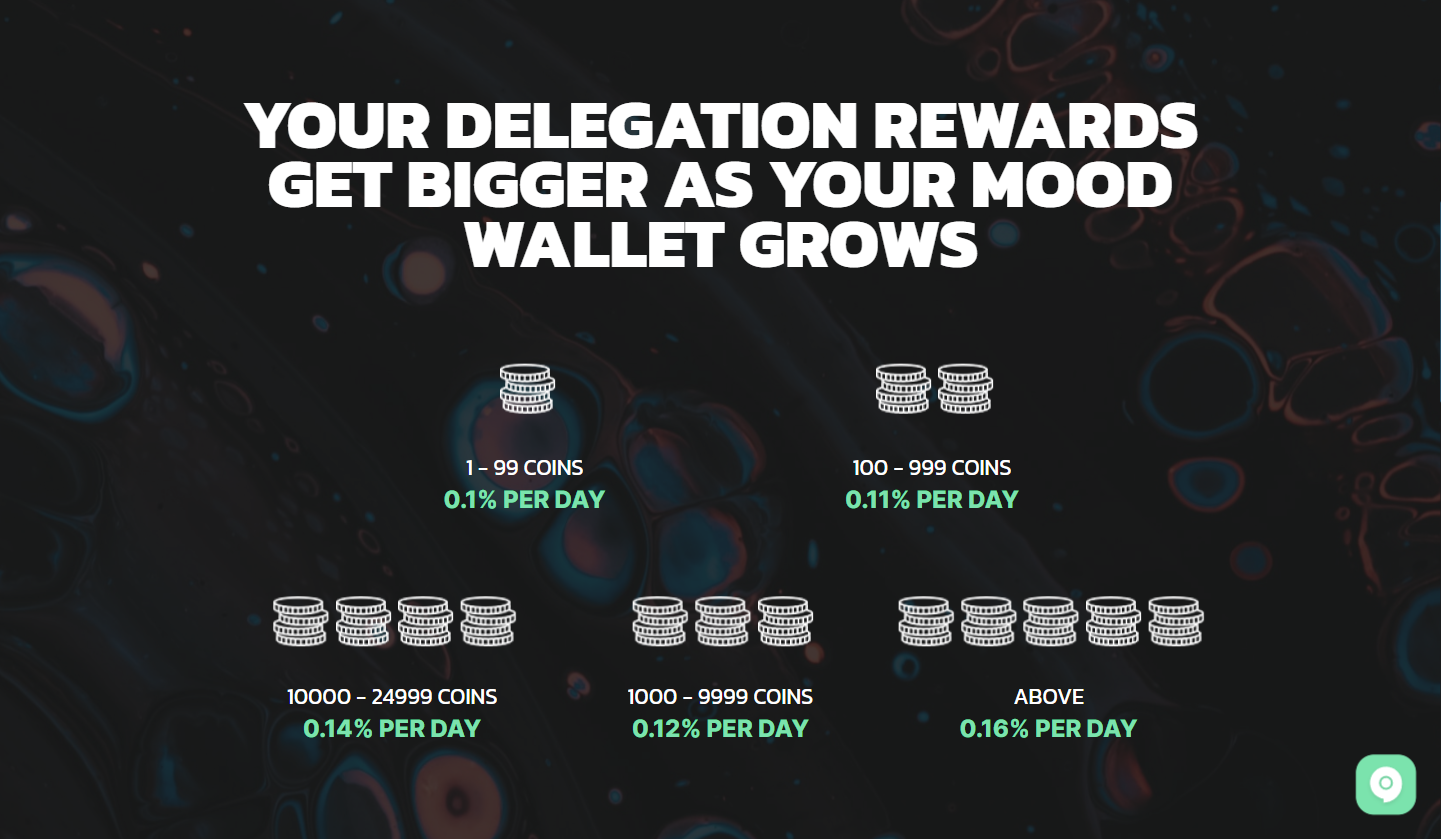 YOUR DELEGATION REWARDS
GET BIGGER AS YOUR MOOD
WALLET GROWS
1 - 99 COINS
0.1% PER DAY
100 - 999 COINS
0.11% PER DAY
10000 - 24999 COINS
0.14% PER DAY
1000 - 9999 COINS
0.12% PER DAY
ABOVE
0.16% PER DAY